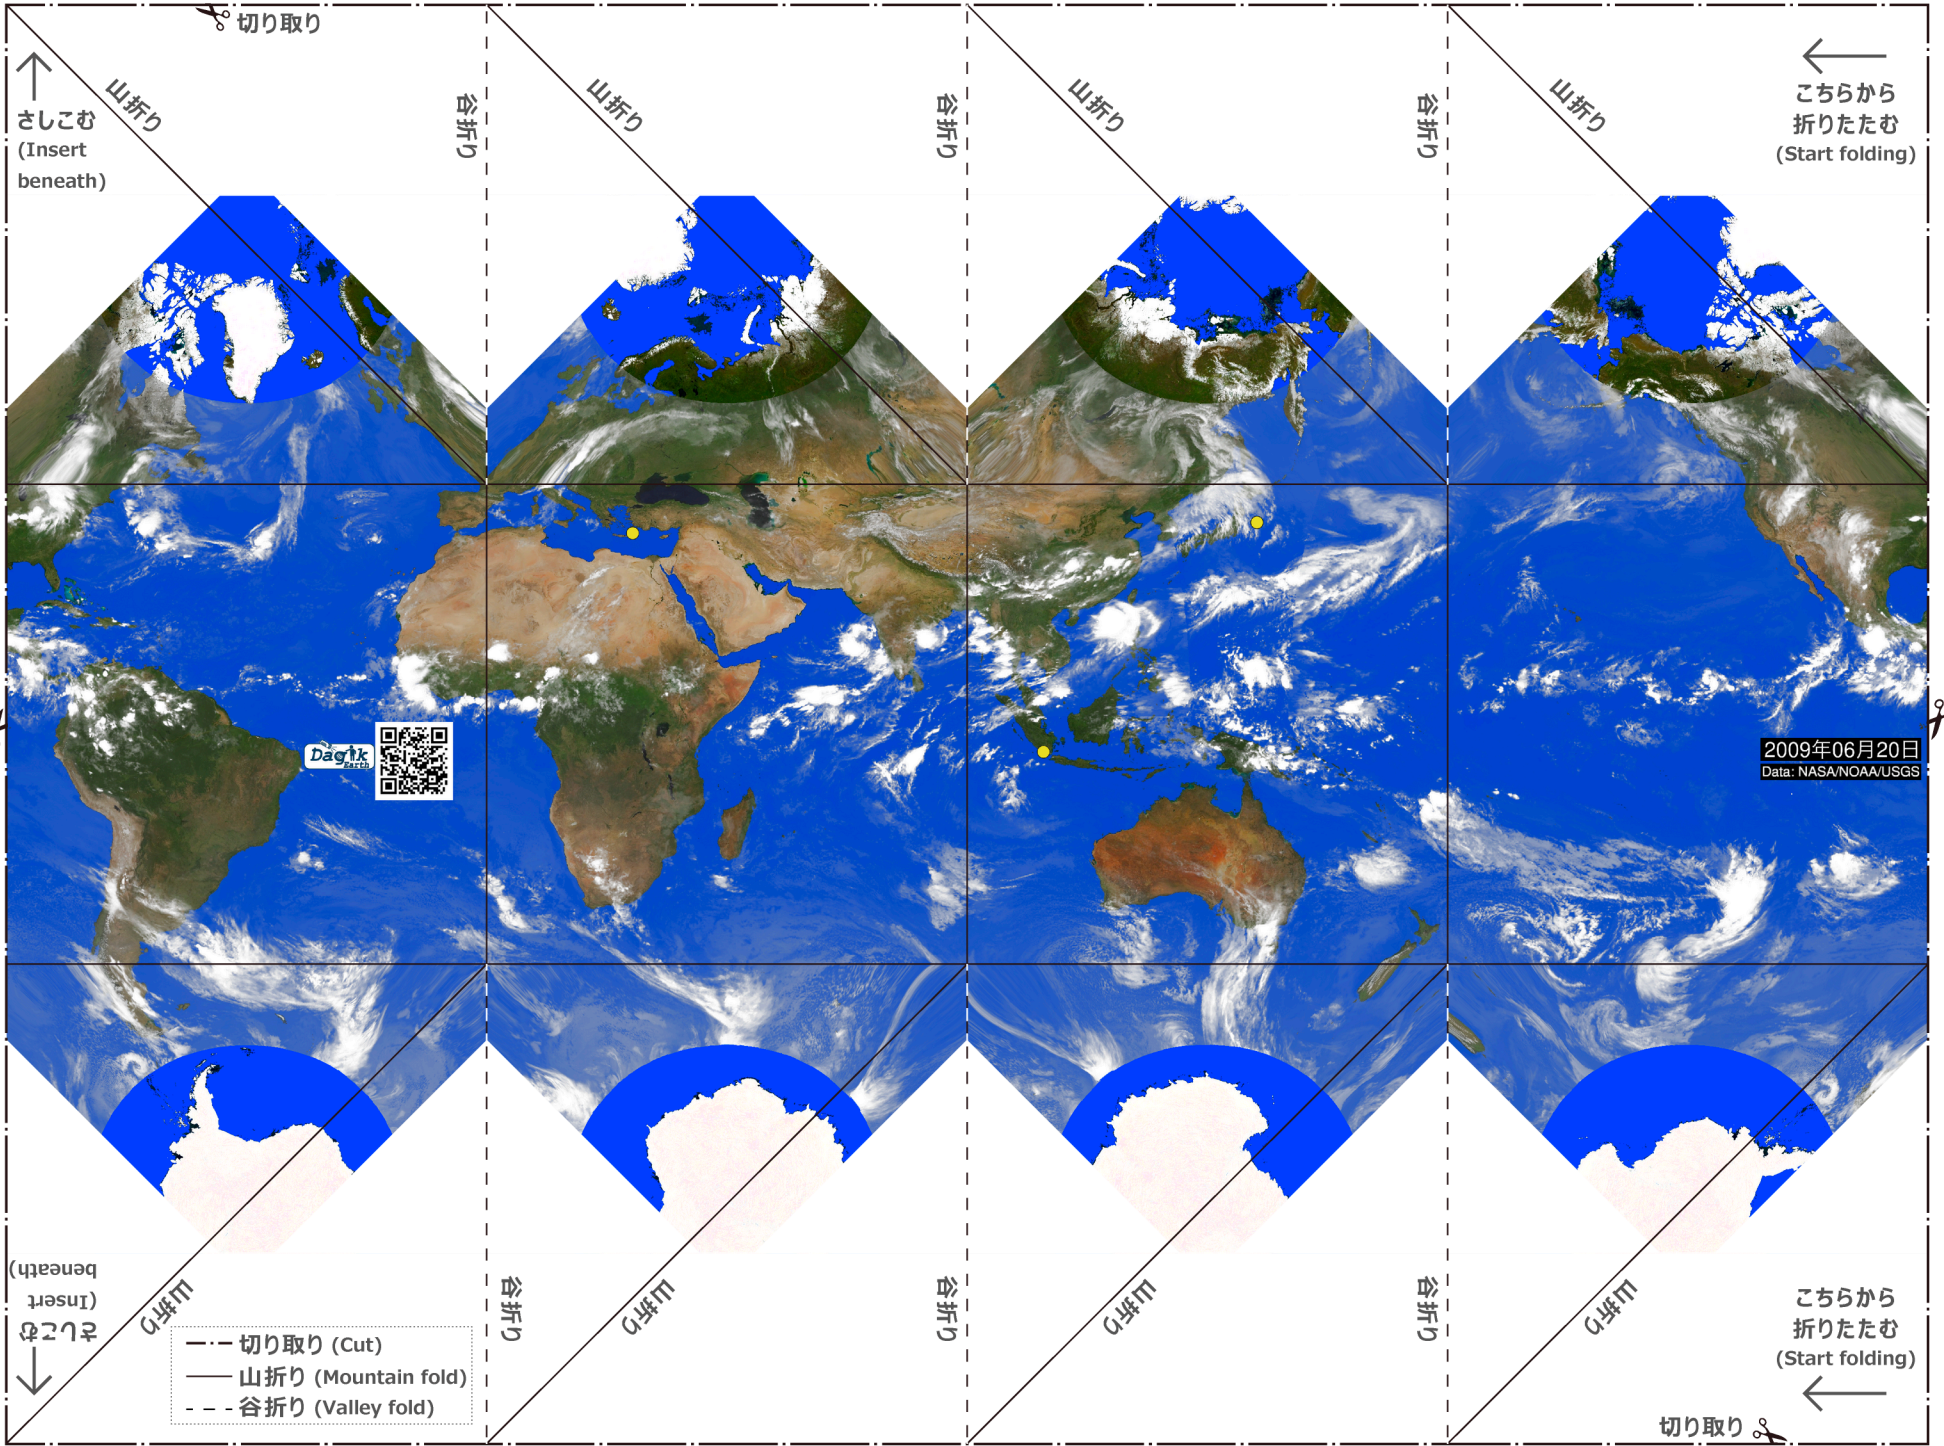 切り取り
山折り
谷折り
山折り
谷折り
山折り
谷折り
山折り
さしこむ
(Insert
beneath)
こちらから
折りたたむ
(Start folding)
Dagik
Earth
2009年06月20日
Data: NASA/NOAA/USGS
さしこむ
(Insert
beneath)
山折り
谷折り
山折り
谷折り
山折り
谷折り
山折り
こちらから
折りたたむ
(Start folding)
切り取り (Cut)
山折り (Mountain fold)
谷折り (Valley fold)
切り取り